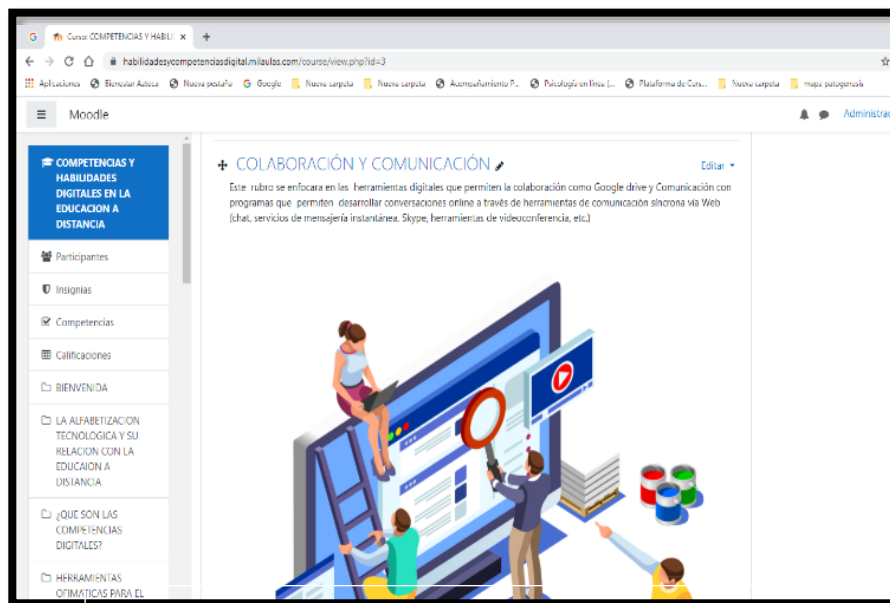 Curso: COMPETENCIAS Y HABILI
habilidadesycompetenciasdigital.milaulas.com/course/view.php?id=3
Aplicaciones Bienestar Azteca Nueva pestaña Google Nueva carpeta Nueva carpeta Acompañamiento P... Psicología en línea (... Plataforma de Curs... Nueva carpeta mapa patogenesis
Moodle
Administrac
COMPETENCIAS Y
HABILIDADES
DIGITALES EN LA
EDUCACION A
DISTANCIA
Participantes
Insignias
Competencias
Calificaciones
BIENVENIDA
LA ALFABETIZACION
TECNOLOGICA Y SU
RELACION CON LA
EDUCAION A
DISTANCIA
¿QUE SON LAS
COMPETENCIAS
DIGITALES?
HERRAMIENTAS
OFIMATICAS PARA EL
COLABORACIÓN Y COMUNICACIÓN
Editar
Este rubro se enfocara en las herramientas digitales que permiten la colaboración como Google drive y Comunicación con
programas que permiten desarrollar conversaciones online a través de herramientas de comunicación síncrona vía Web
(chat, servicios de mensajería instantánea, Skype, herramientas de videoconferencia, etc.)